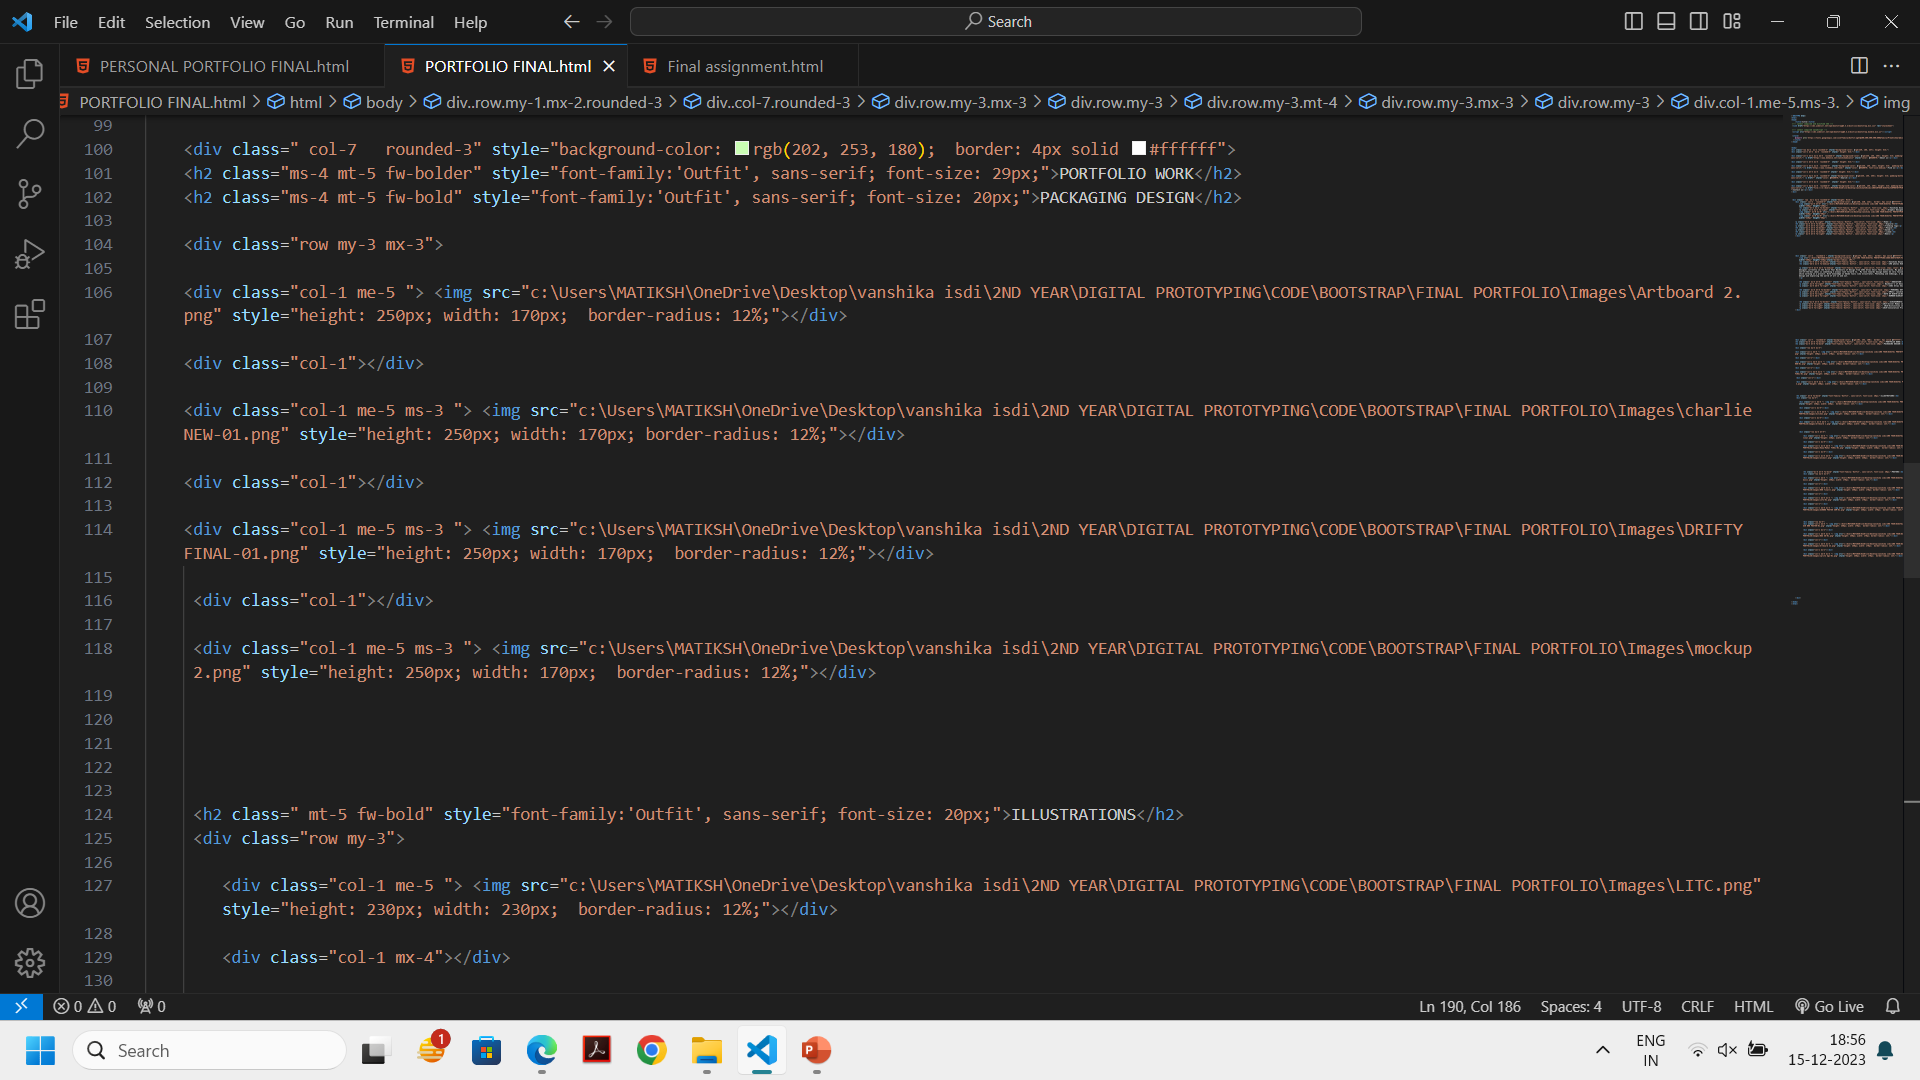 File Edit Selection View Go Run Terminal Help Search
PERSONAL PORTFOLIO FINAL.html PORTFOLIO FINAL.html Final assignment.html
PORTFOLIO FINAL.html > html > body > div..row.my-1.mx-2.rounded-3 > div..col-7.rounded-3 > div.row.my-3.mx-3 > div.row.my-3 > div.row.my-3.mt-4 > div.row.my-3.mx-3 > div.row.my-3 > div.col-1.me-5.ms-3. > img
99
100 <div class=" col-7   rounded-3" style="background-color: rgb(202, 253, 180);  border: 4px solid #ffffff">
101 <h2 class="ms-4 mt-5 fw-bolder" style="font-family:'Outfit', sans-serif; font-size: 29px;">PORTFOLIO WORK</h2>
102 <h2 class="ms-4 mt-5 fw-bold" style="font-family:'Outfit', sans-serif; font-size: 20px;">PACKAGING DESIGN</h2>
103
104 <div class="row my-3 mx-3">
105
106 <div class="col-1 me-5 "> <img src="c:\Users\MATIKSH\OneDrive\Desktop\vanshika isdi\2ND YEAR\DIGITAL PROTOTYPING\CODE\BOOTSTRAP\FINAL PORTFOLIO\Images\Artboard 2.
png" style="height: 250px; width: 170px;  border-radius: 12%;"></div>
107
108 <div class="col-1"></div>
109
110 <div class="col-1 me-5 ms-3 "> <img src="c:\Users\MATIKSH\OneDrive\Desktop\vanshika isdi\2ND YEAR\DIGITAL PROTOTYPING\CODE\BOOTSTRAP\FINAL PORTFOLIO\Images\charlie
NEW-01.png" style="height: 250px; width: 170px; border-radius: 12%;"></div>
111
112 <div class="col-1"></div>
113
114 <div class="col-1 me-5 ms-3 "> <img src="c:\Users\MATIKSH\OneDrive\Desktop\vanshika isdi\2ND YEAR\DIGITAL PROTOTYPING\CODE\BOOTSTRAP\FINAL PORTFOLIO\Images\DRIFTY
FINAL-01.png" style="height: 250px; width: 170px;  border-radius: 12%;"></div>
115
116 <div class="col-1"></div>
117
118 <div class="col-1 me-5 ms-3 "> <img src="c:\Users\MATIKSH\OneDrive\Desktop\vanshika isdi\2ND YEAR\DIGITAL PROTOTYPING\CODE\BOOTSTRAP\FINAL PORTFOLIO\Images\mockup
2.png" style="height: 250px; width: 170px;  border-radius: 12%;"></div>
119
120
121
122
123
124 <h2 class=" mt-5 fw-bold" style="font-family:'Outfit', sans-serif; font-size: 20px;">ILLUSTRATIONS</h2>
125 <div class="row my-3">
126
127 <div class="col-1 me-5 "> <img src="c:\Users\MATIKSH\OneDrive\Desktop\vanshika isdi\2ND YEAR\DIGITAL PROTOTYPING\CODE\BOOTSTRAP\FINAL PORTFOLIO\Images\LITC.png"
style="height: 230px; width: 230px;  border-radius: 12%;"></div>
128
129 <div class="col-1 mx-4"></div>
130
0 0 0 Ln 190, Col 186 Spaces: 4 UTF-8 CRLF HTML Go Live
Search 1 ENG IN 18:56 15-12-2023